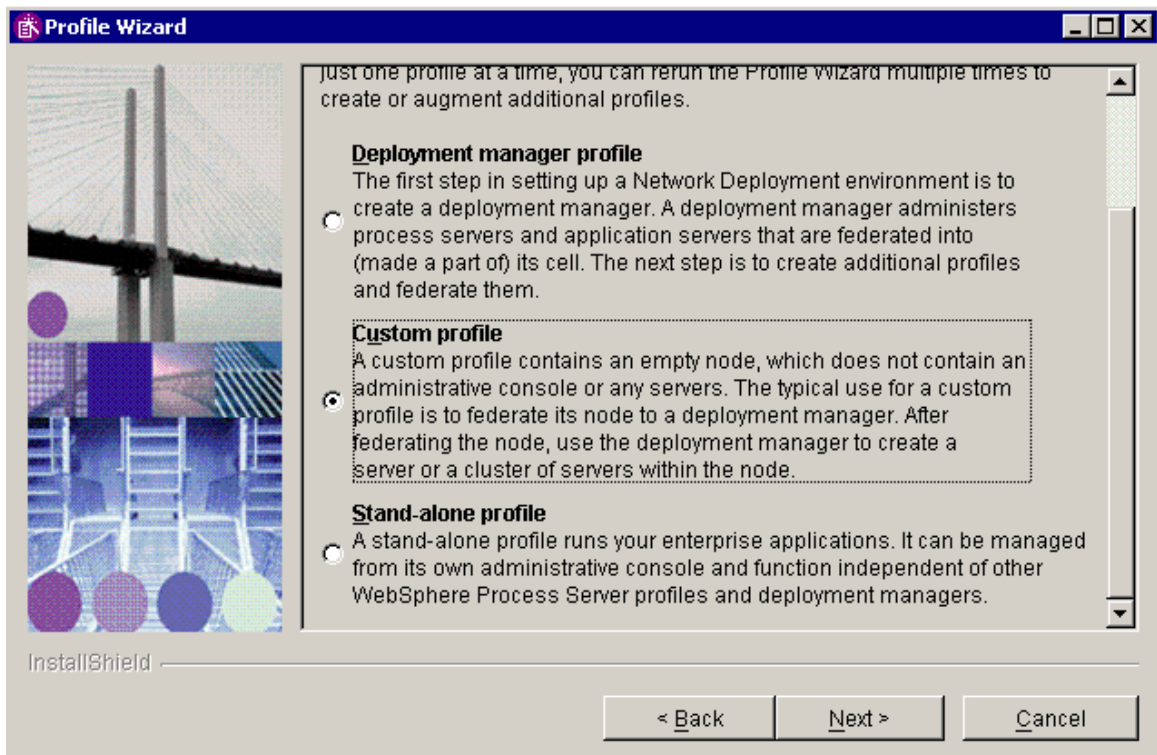 Profile Wizard
just one profile at a time, you can rerun the Profile Wizard multiple times to
create or augment additional profiles.
Deployment manager profile
The first step in setting up a Network Deployment environment is to
create a deployment manager. A deployment manager administers
process servers and application servers that are federated into
(made a part of) its cell. The next step is to create additional profiles
and federate them.
Custom profile
A custom profile contains an empty node, which does not contain an
administrative console or any servers. The typical use for a custom
profile is to federate its node to a deployment manager. After
federating the node, use the deployment manager to create a
server or a cluster of servers within the node.
Stand-alone profile
A stand-alone profile runs your enterprise applications. It can be managed
from its own administrative console and function independent of other
WebSphere Process Server profiles and deployment managers.
InstallShield
< Back
Next >
Cancel